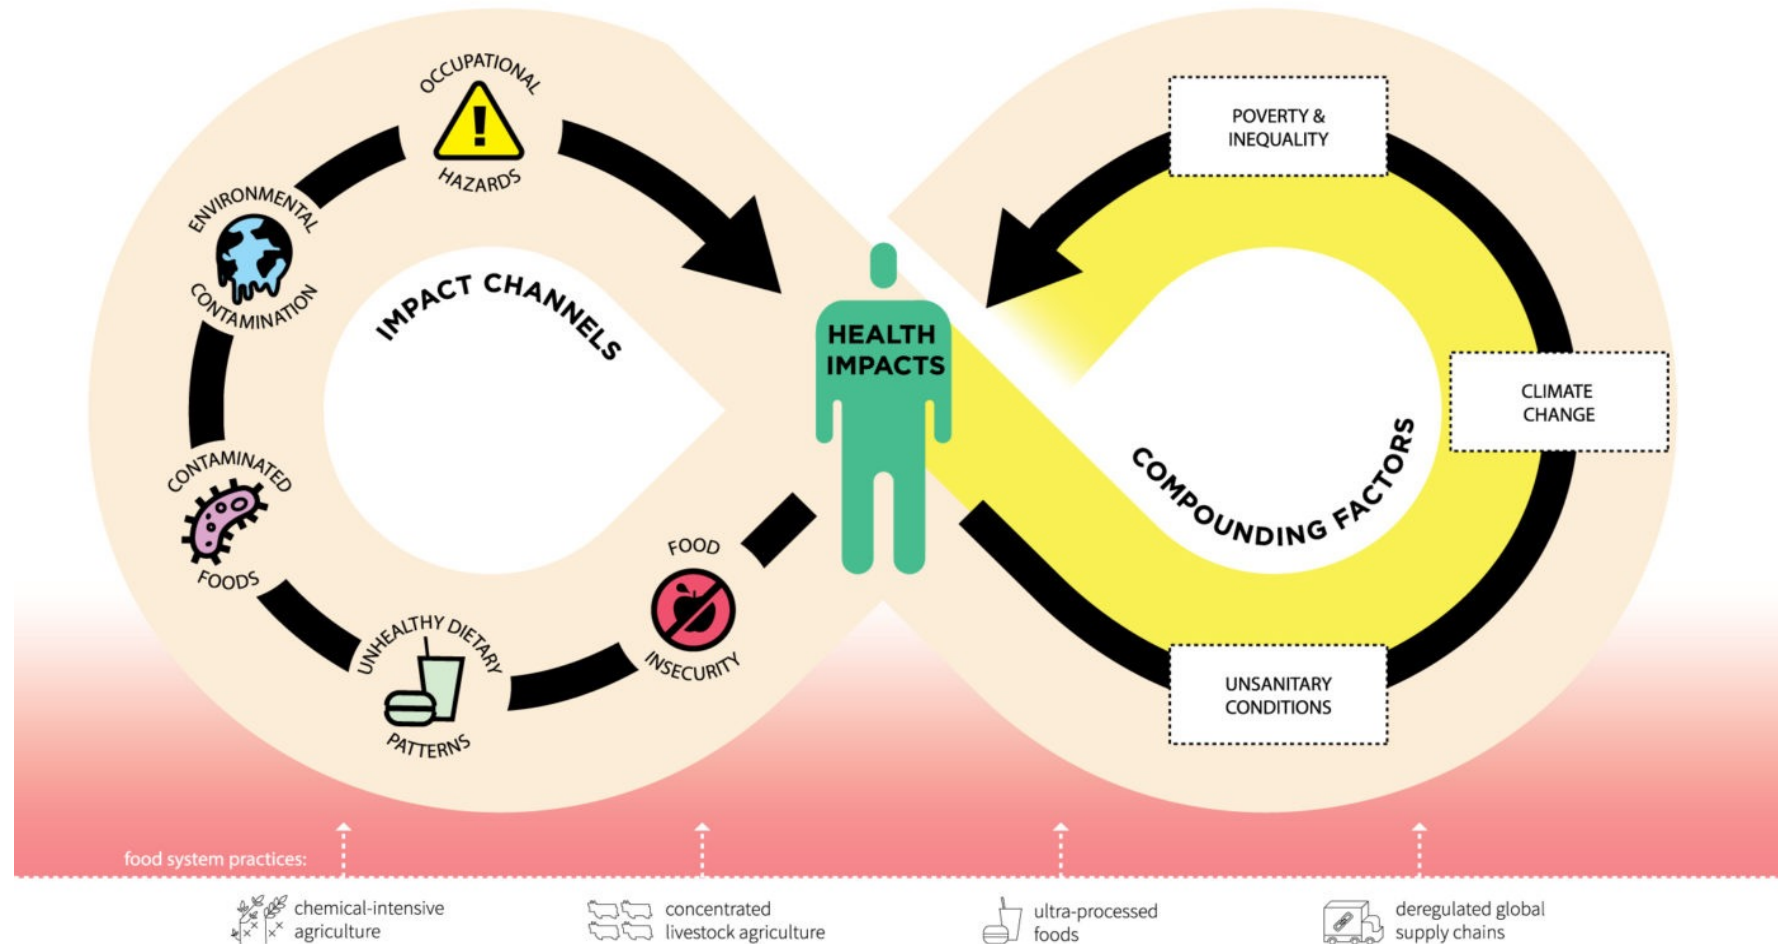 OCCUPATIONAL
HAZARDS
ENVIRONMENTAL
CONTAMINATION
CONTAMINATED
FOODS
UNHEALTHY DIETARY
PATTERNS
FOOD
INSECURITY
IMPACT CHANNELS
HEALTH
IMPACTS
COMPOUNDING FACTORS
POVERTY &
INEQUALITY
CLIMATE
CHANGE
UNSANITARY
CONDITIONS
food system practices:
chemical-intensive
agriculture
concentrated
livestock agriculture
ultra-processed
foods
deregulated global
supply chains